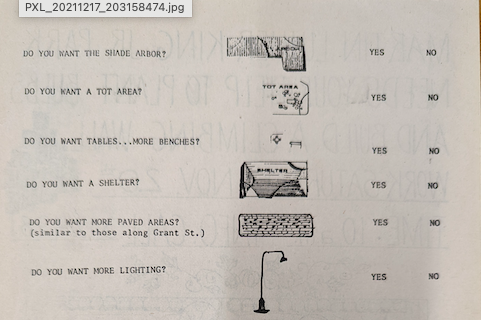 PXL_20211217_203158474.jpg
DO YOU WANT THE SHADE ARBOR? YES NO
TOT AREA
DO YOU WANT A TOT AREA? YES NO
DO YOU WANT TABLES...MORE BENCHES? YES NO
SHELTER
DO YOU WANT A SHELTER? YES NO
DO YOU WANT MORE PAVED AREAS? YES NO
(similar to those along Grant St.)
DO YOU WANT MORE LIGHTING? YES NO